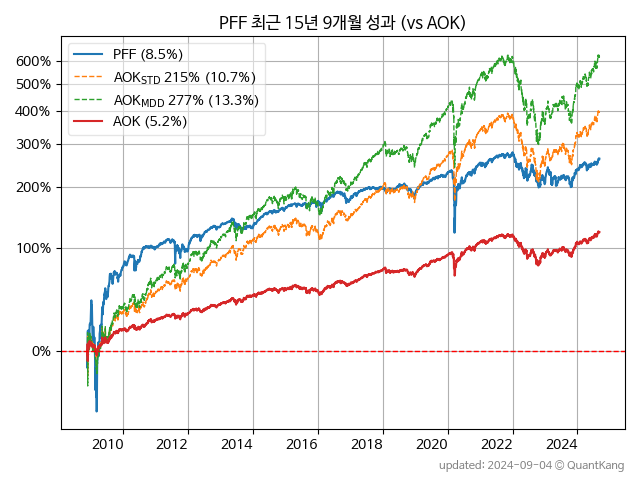 PFF 최근 15년 9개월 성과 (vs AOK)
600%
500%
400%
300%
200%
100%
0%
PFF (8.5%)
AOKSTD 215% (10.7%)
AOKMDD 277% (13.3%)
AOK (5.2%)
2010 2012 2014 2016 2018 2020 2022 2024
updated: 2024-09-04 © QuantKang